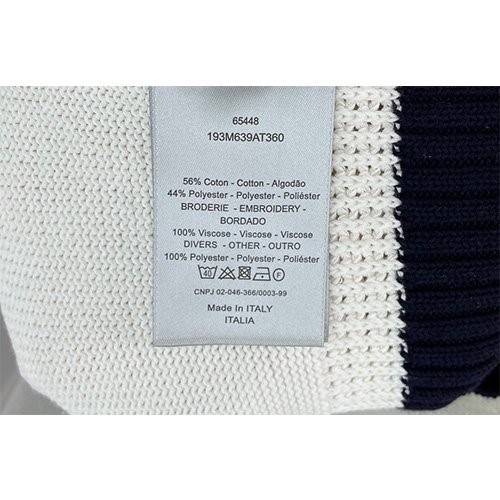 65448
193M639AT360
56% Coton - Cotton - Algodão
44% Polyester - Polyester - Poliéster
BRODERIE - EMBROIDERY -
BORDADO
100% Viscose - Viscose - Viscose
DIVERS - OTHER - OUTRO
100% Polyester - Polyester - Poliéster
40
CNPJ 02-046-366/0003-99
Made In ITALY
ITALIA